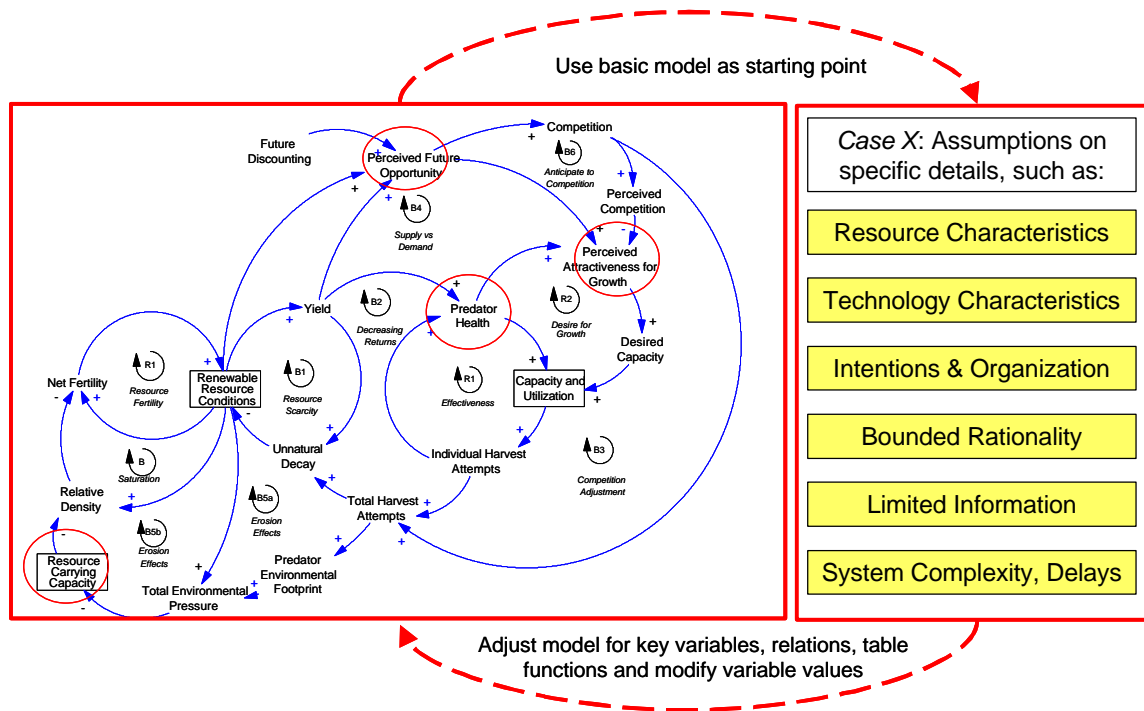 Use basic model as starting point
Future
Discounting
+
Perceived Future
Opportunity
+
+
Competition
+
B6
Anticipate to
Competition
+
Perceived
Competition
B4
Supply vs
Demand
+
-
Perceived
Attractiveness for
Growth
+
Yield
+
B2
Decreasing
Returns
+
Predator
Health
+
R2
Desire for
Growth
+
Desired
Capacity
R1
Resource
Fertility
Net Fertility
-
+
+
Renewable
Resource
Conditions
-
B1
Resource
Scarcity
R1
Effectiveness
+
Capacity and
Utilization
+
+
B
Saturation
+
Unnatural
Decay
+
Individual Harvest
Attempts
B3
Competition
Adjustment
Relative
Density
+
-
B5a
Erosion
Effects
B5b
Erosion
Effects
Total Harvest
Attempts
+
+
+
Resource
Carrying
Capacity
-
Predator
Environmental
Footprint
+
+
Total Environmental
Pressure
Case X: Assumptions on
specific details, such as:
Resource Characteristics
Technology Characteristics
Intentions & Organization
Bounded Rationality
Limited Information
System Complexity, Delays
Adjust model for key variables, relations, table
functions and modify variable values